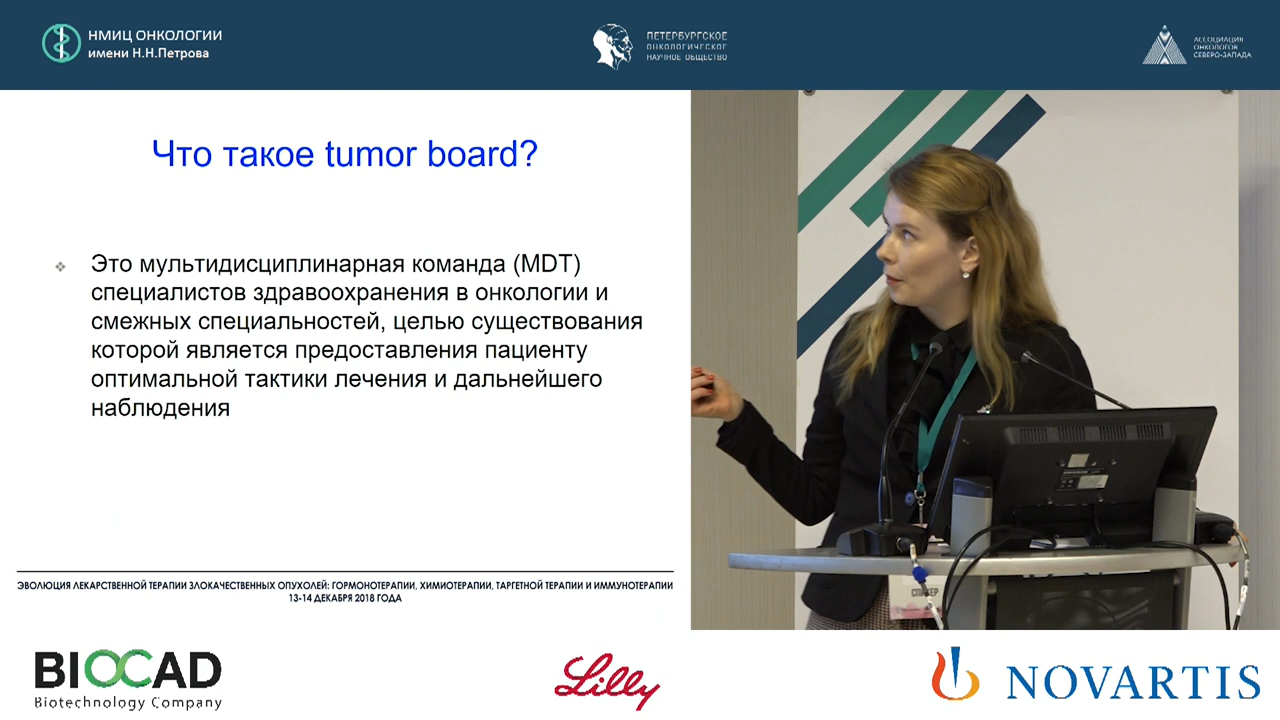 НМИЦ ОНКОЛОГИИ
имени Н.Н.Петрова
ПЕТЕРБУРГСКОЕ
ОНКОЛОГИЧЕСКОЕ
НАУЧНОЕ ОБЩЕСТВО
АССОЦИАЦИЯ
ОНКОЛОГОВ
СЕВЕРО-ЗАПАДА
Что такое tumor board?
Это мультидисциплинарная команда (MDT)
специалистов здравоохранения в онкологии и
смежных специальностей, целью существования
которой является предоставления пациенту
оптимальной тактики лечения и дальнейшего
наблюдения
ЭВОЛЮЦИЯ ЛЕКАРСТВЕННОЙ ТЕРАПИИ ЗЛОКАЧЕСТВЕННЫХ ОПУХОЛЕЙ: ГОРМОНОТЕРАПИИ, ХИМИОТЕРАПИИ, ТАРГЕТНОЙ ТЕРАПИИ И ИММУНОТЕРАПИИ
13-14 ДЕКАБРЯ 2018 ГОДА
СПИКЕР
BIOCAD
Biotechnology Company
Lilly
NOVARTIS